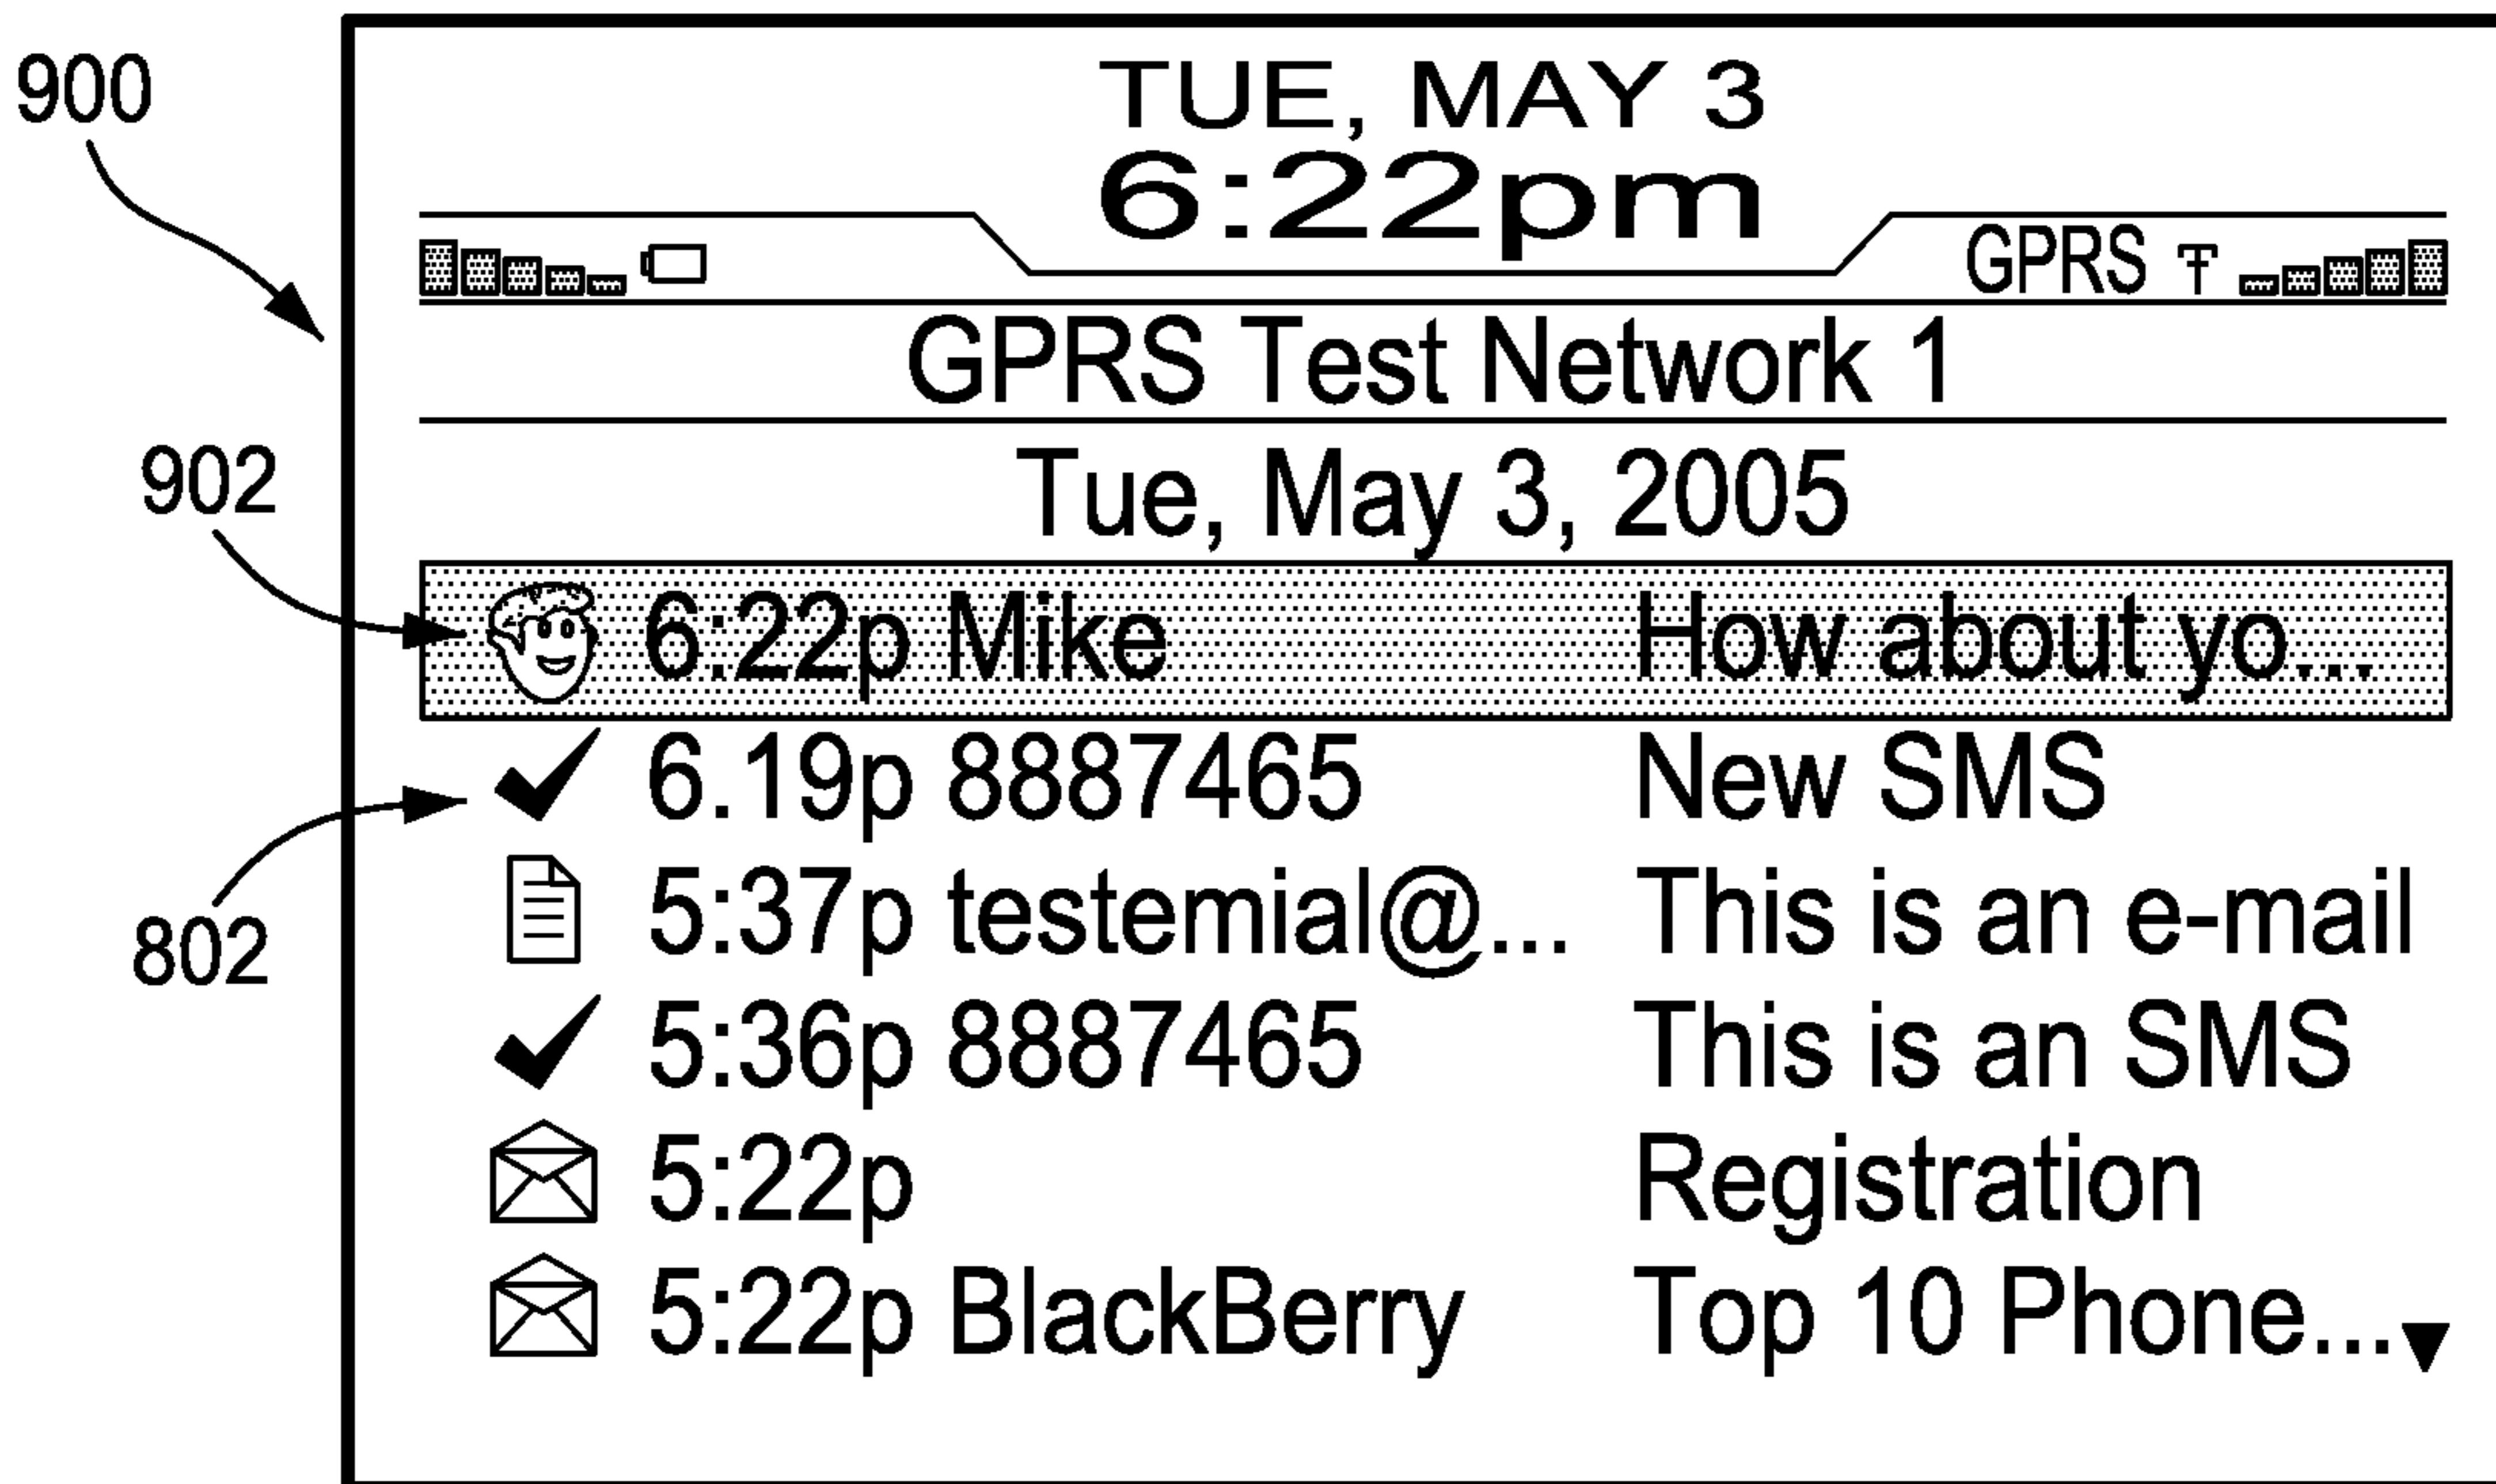 900
TUE, MAY 3
6:22pm
GPRS
GPRS Test Network 1
902
Tue, May 3, 2005
6:22p Mike How about yo...
6.19p 8887465 New SMS
802
5:37p testemial@... This is an e-mail
5:36p 8887465 This is an SMS
5:22p Registration
5:22p BlackBerry Top 10 Phone...